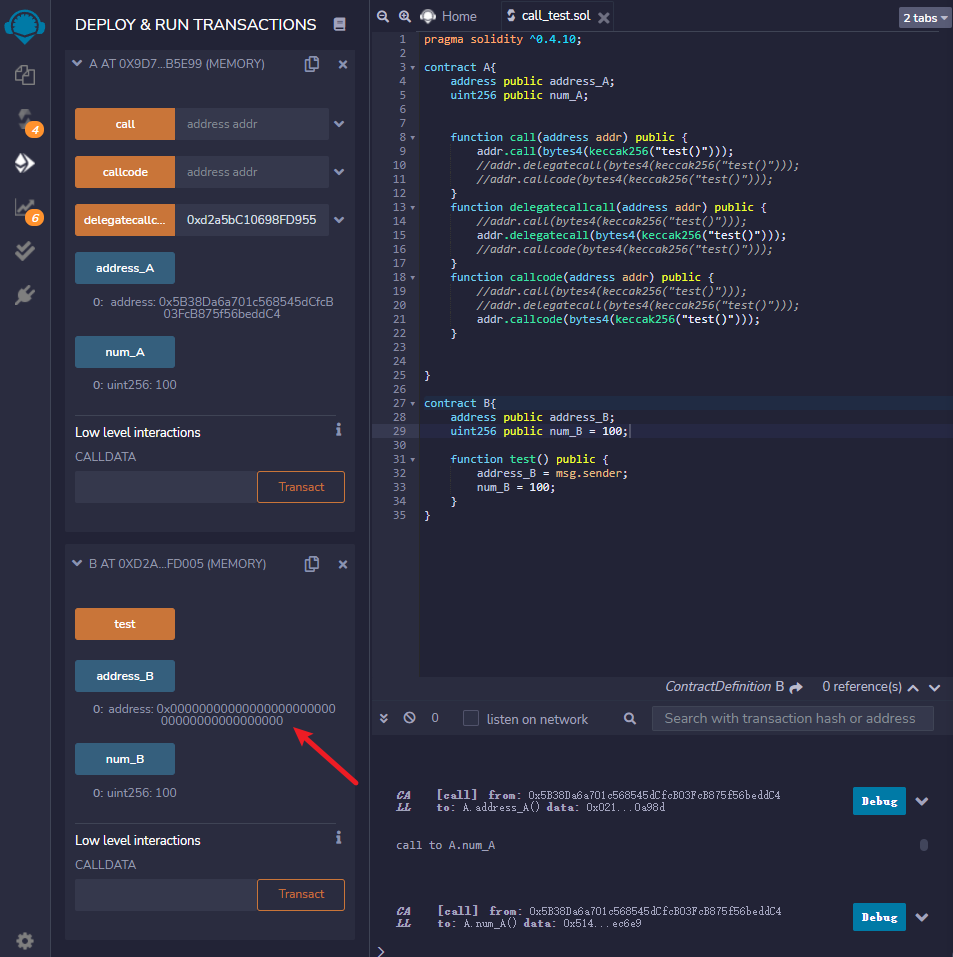 DEPLOY & RUN TRANSACTIONS
A AT 0X9D7...B5E99 (MEMORY)
call
address addr
callcode
address addr
delegatecallc...
0xd2a5bC10698FD955
address_A
0: address: 0x5B38Da6a701c568545dCfcB
03FcB875f56beddC4
num_A
0: uint256: 100
Low level interactions
CALLDATA
Transact
B AT 0XD2A...FD005 (MEMORY)
test
address_B
0: address: 0x00000000000000000000000
00000000000000000
num_B
0: uint256: 100
Low level interactions
CALLDATA
Transact
4
6
Home
call_test.sol
2 tabs
1 pragma solidity ^0.4.10;
2
3 contract A{
4 address public address_A;
5 uint256 public num_A;
6
7
8 function call(address addr) public {
9 addr.call(bytes4(keccak256("test()")));
10 //addr.delegatecall(bytes4(keccak256("test()")));
11 //addr.callcode(bytes4(keccak256("test()")));
12 }
13 function delegatecallcall(address addr) public {
14 //addr.call(bytes4(keccak256("test()")));
15 addr.delegatecall(bytes4(keccak256("test()")));
16 //addr.callcode(bytes4(keccak256("test()")));
17 }
18 function callcode(address addr) public {
19 //addr.call(bytes4(keccak256("test()")));
20 //addr.delegatecall(bytes4(keccak256("test()")));
21 addr.callcode(bytes4(keccak256("test()")));
22 }
23
24
25 }
26
27 contract B{
28 address public address_B;
29 uint256 public num_B = 100;
30
31 function test() public {
32 address_B = msg.sender;
33 num_B = 100;
34 }
35 }
ContractDefinition B
0 reference(s)
0
listen on network
Search with transaction hash or address
CA [call] from: 0x5B38Da6a701c568545dCfcB03FcB875f56beddC4
LL to: A.address_A() data: 0x021...0a98d
Debug
call to A.num_A
CA [call] from: 0x5B38Da6a701c568545dCfcB03FcB875f56beddC4
LL to: A.num_A() data: 0x514...ec6e9
Debug
>